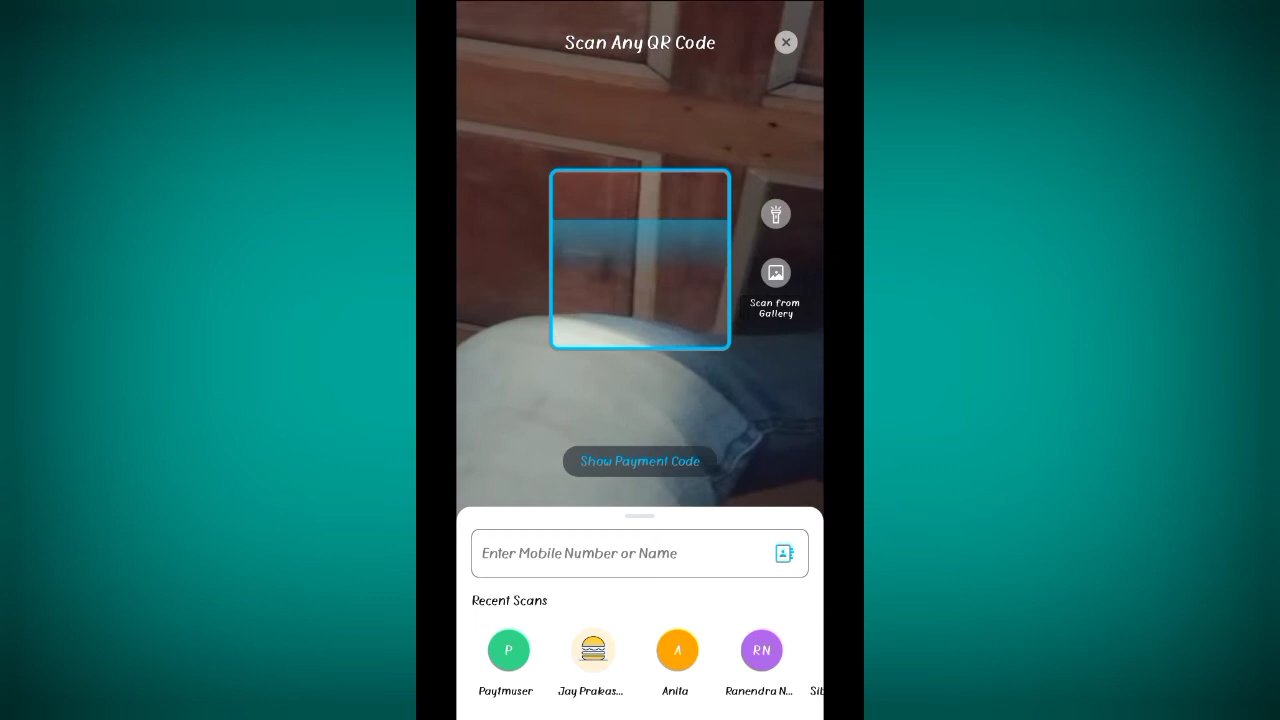 Scan Any QR Code
Scan from
Gallery
Show Payment Code
Enter Mobile Number or Name
Recent Scans
P
A
RN
Paytmuser
Jay Prakas...
Anita
Ranendra N...
Sib